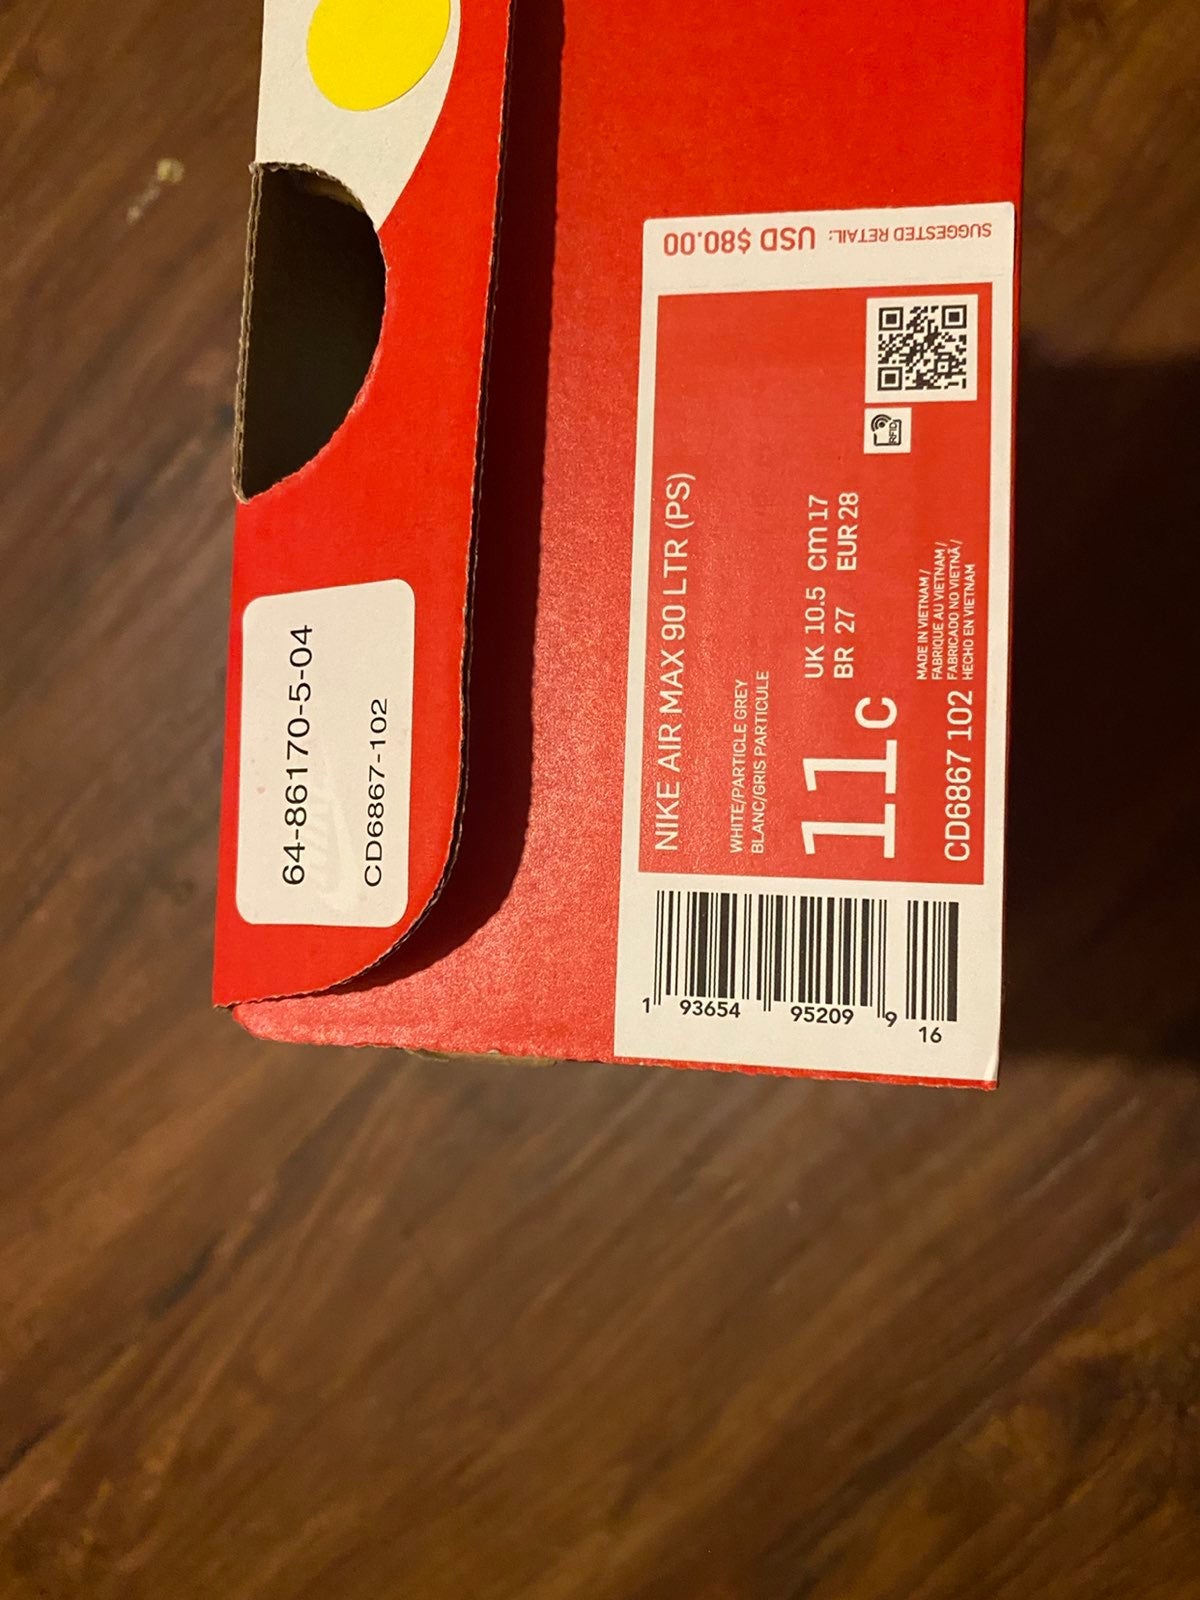 64-86170-5-04
CD6867-102
SUGGESTED RETAIL: USD $80.00
NIKE AIR MAX 90 LTR (PS)
WHITE/PARTICLE GREY
BLANC/GRIS PARTICULE
11C
UK 10.5 cm 17
BR 27 EUR 28
MADE IN VIETNAM /
FABRIQUE AU VIETNAM /
FABRICADO NO VIETNÃ /
HECHO EN VIETNAM
CD6867 102
RFID
1 93654 95209 9 16